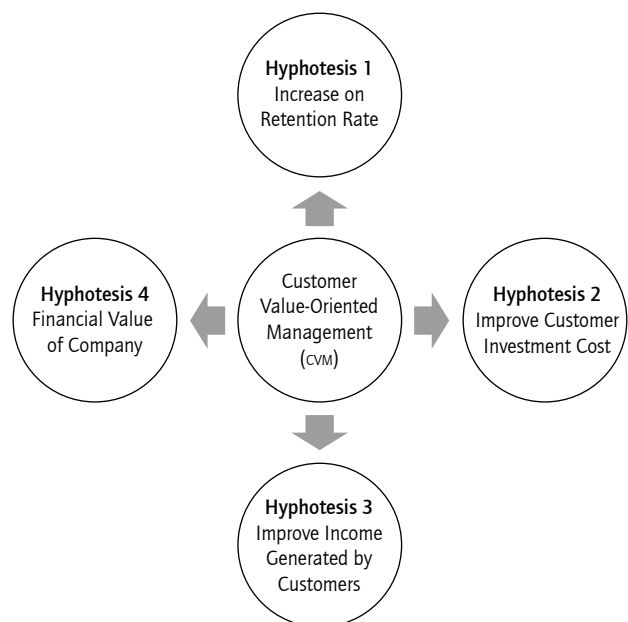 Hyphotesis 1
Increase on
Retention Rate
Hyphotesis 4
Financial Value
of Company
Customer
Value-Oriented
Management
(CVM)
Hyphotesis 2
Improve Customer
Investment Cost
Hyphotesis 3
Improve Income
Generated by
Customers